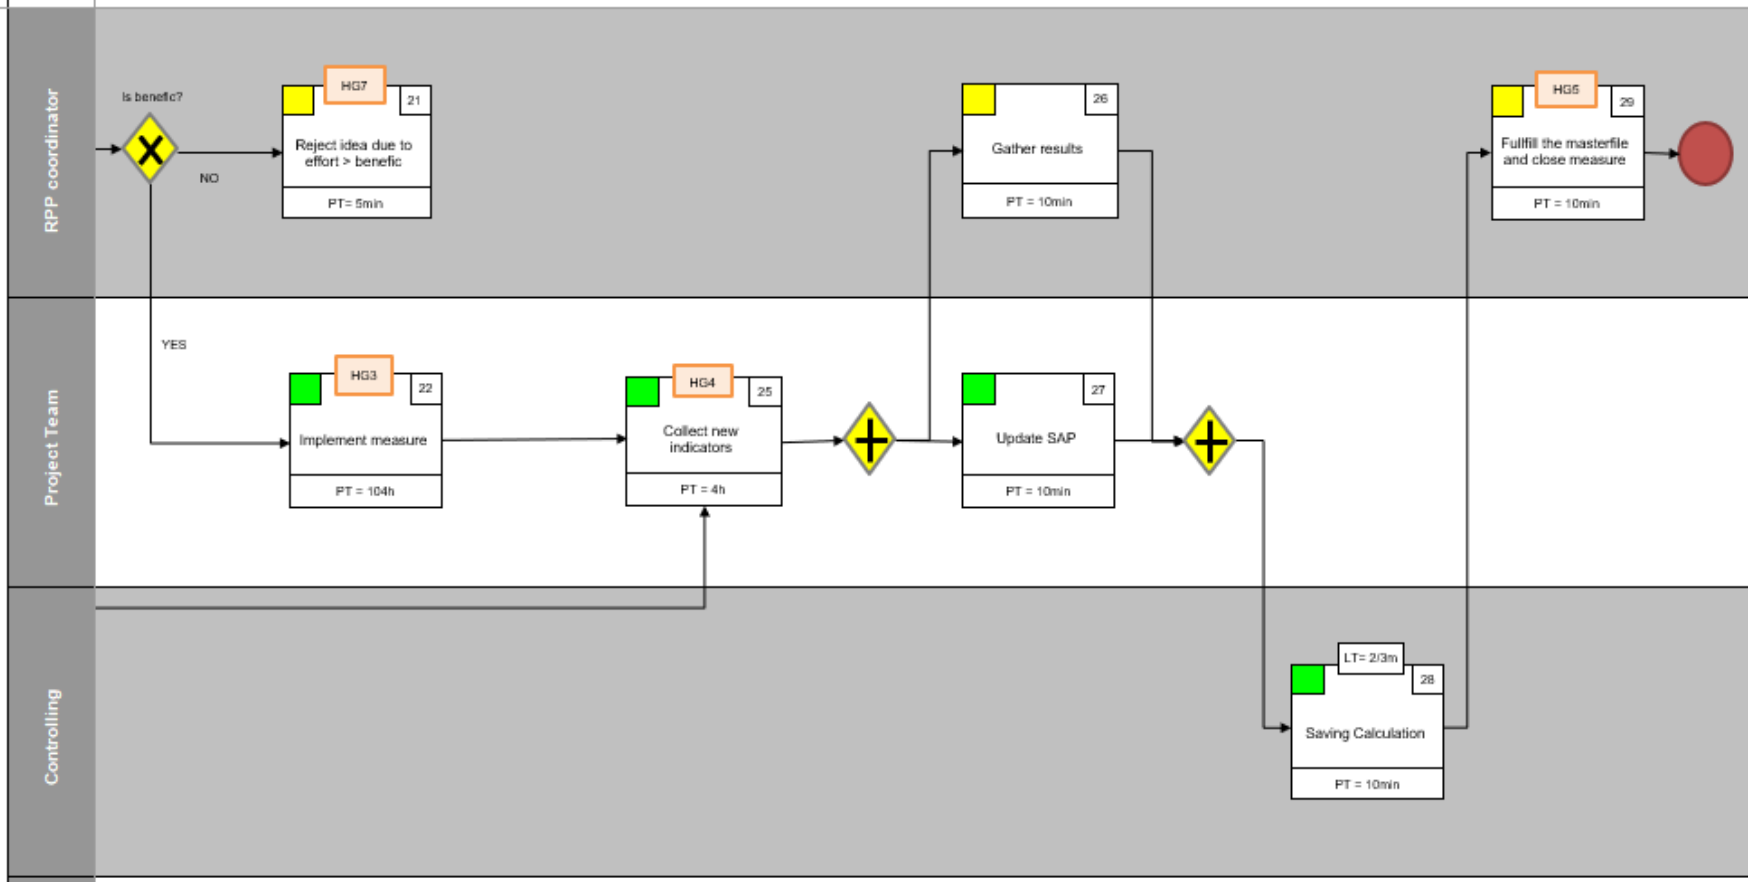 RPP coordinator
Is benefic?
NO
YES
HG7
21
Reject idea due to
effort > benefic
PT= 5min
26
Gather results
PT = 10min
HG5
29
Fullfill the masterfile
and close measure
PT = 10min
Project Team
HG3
22
Implement measure
PT = 104h
HG4
25
Collect new
indicators
PT = 4h
27
Update SAP
PT = 10min
Controlling
LT= 2/3m
28
Saving Calculation
PT = 10min